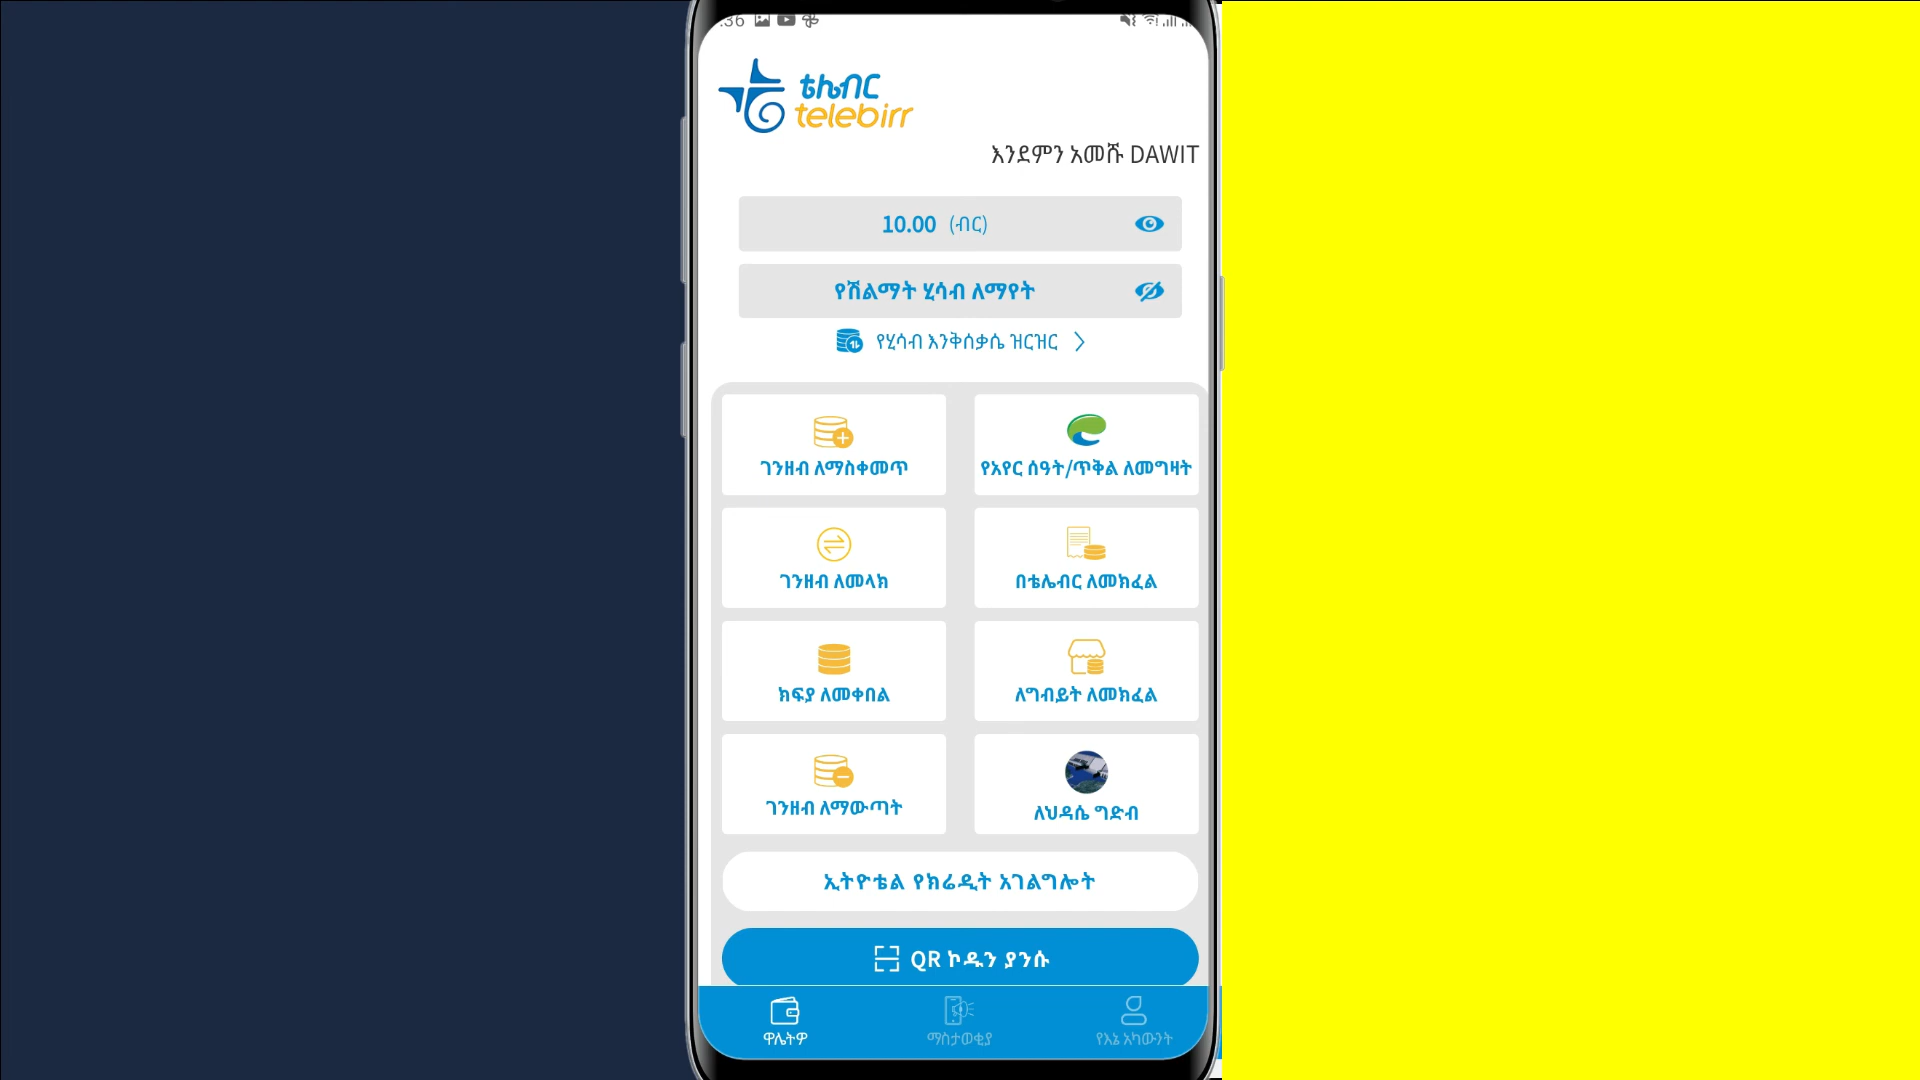 :36
ቴሌብር
telebirr
እንደምን አመሹ DAWIT
10.00 (ብር)
የሽልማት ሂሳብ ለማየት
የሂሳብ እንቅስቃሴ ዝርዝር
ገንዘብ ለማስቀመጥ
የአየር ሰዓት/ጥቅል ለመግዛት
ገንዘብ ለመላክ
በቴሌብር ለመክፈል
ክፍያ ለመቀበል
ለግብይት ለመክፈል
ገንዘብ ለማውጣት
ለህዳሴ ግድብ
ኢትዮቴል የክሬዲት አገልግሎት
QR ኮዱን ያንሱ
ዋሌትዎ
ማስታወቂያ
የእኔ አካውንት